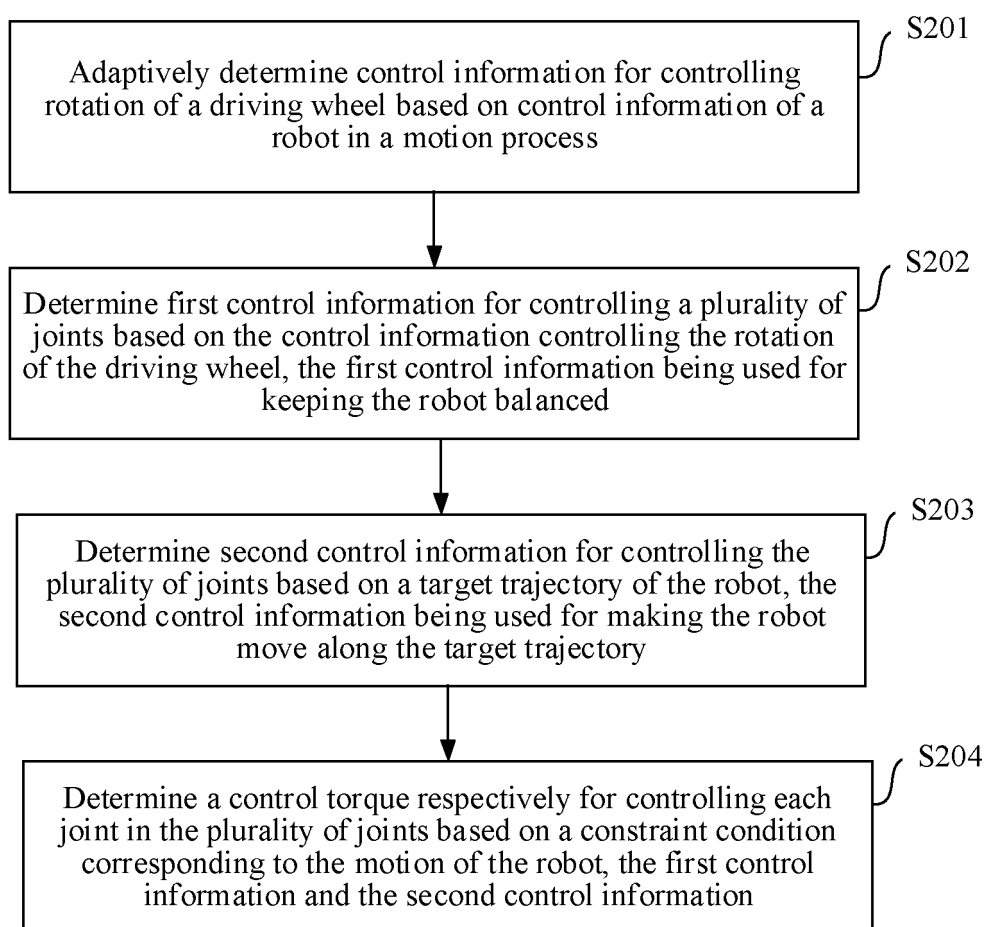 S201
Adaptively determine control information for controlling
rotation of a driving wheel based on control information of a
robot in a motion process
S202
Determine first control information for controlling a plurality of
joints based on the control information controlling the rotation
of the driving wheel, the first control information being used for
keeping the robot balanced
S203
Determine second control information for controlling the
plurality of joints based on a target trajectory of the robot, the
second control information being used for making the robot
move along the target trajectory
S204
Determine a control torque respectively for controlling each
joint in the plurality of joints based on a constraint condition
corresponding to the motion of the robot, the first control
information and the second control information